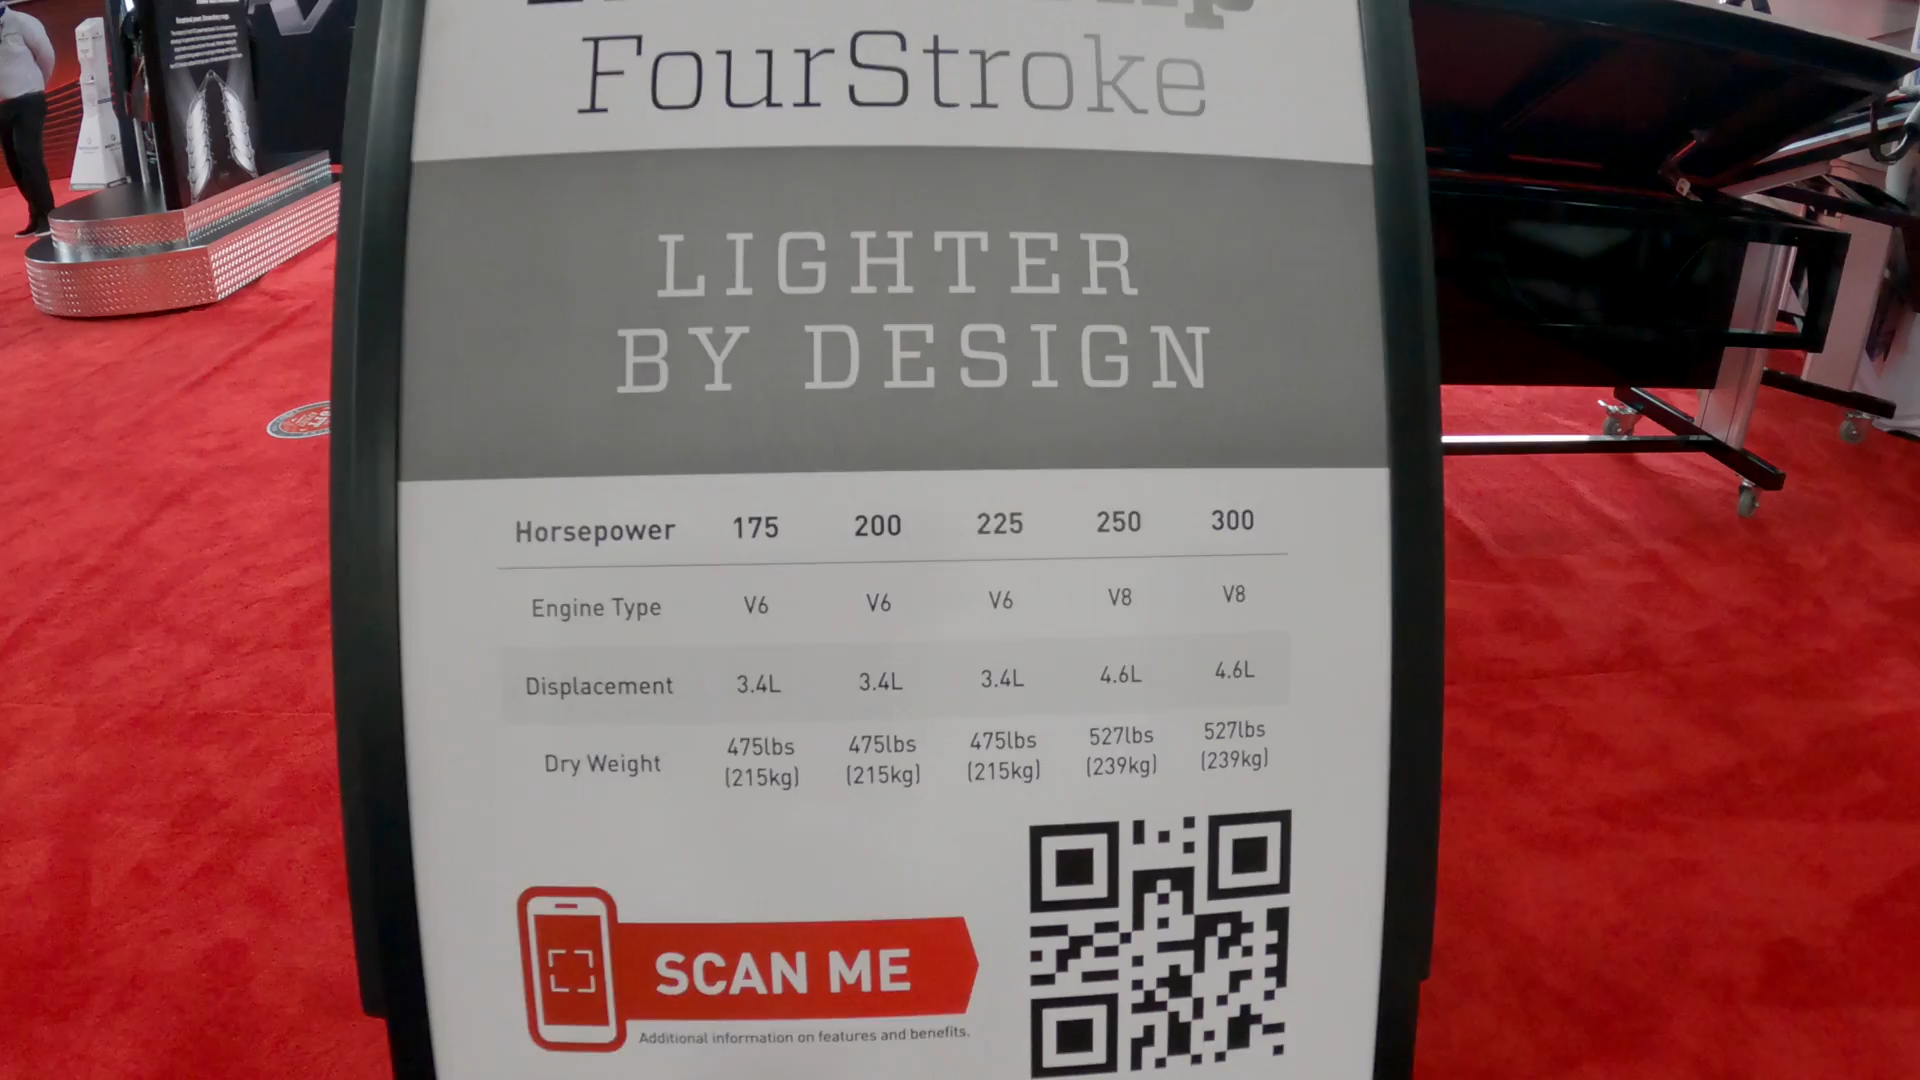 FourStroke
LIGHTER
BY DESIGN
Horsepower 175 200 225 250 300
Engine Type V6 V6 V6 V8 V8
Displacement 3.4L 3.4L 3.4L 4.6L 4.6L
Dry Weight 475lbs (215kg) 475lbs (215kg) 475lbs (215kg) 527lbs (239kg) 527lbs (239kg)
SCAN ME
Additional information on features and benefits.